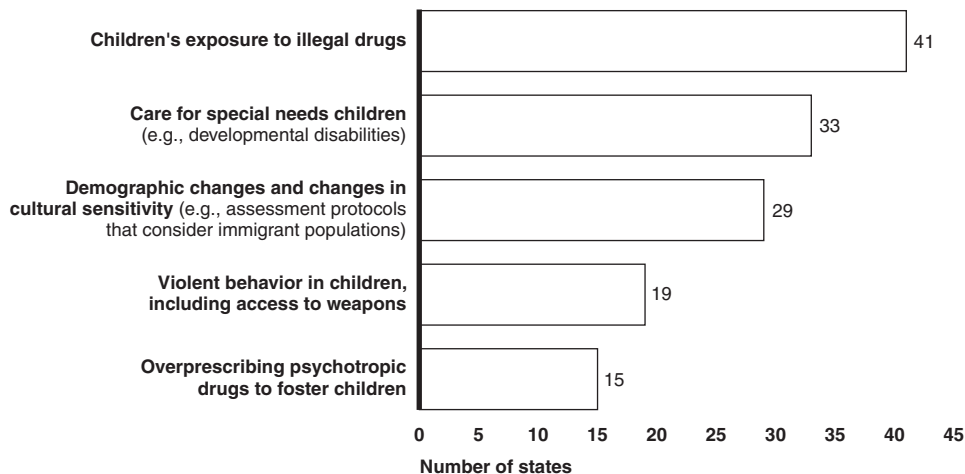 Children's exposure to illegal drugs
41
Care for special needs children
(e.g., developmental disabilities)
33
Demographic changes and changes in
cultural sensitivity (e.g., assessment protocols
that consider immigrant populations)
29
Violent behavior in children,
including access to weapons
19
Overprescribing psychotropic
drugs to foster children
15
0 5 10 15 20 25 30 35 40 45
Number of states